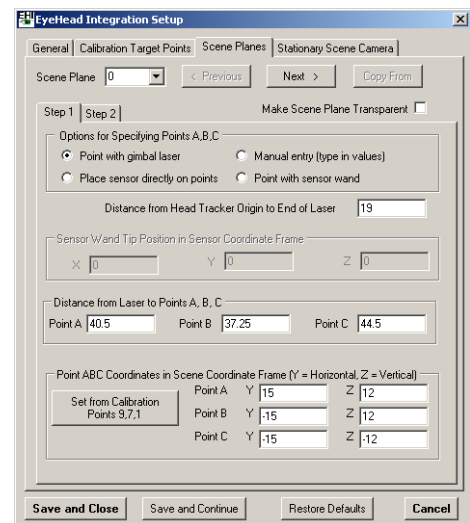 EyeHead Integration Setup
General Calibration Target Points Scene Planes Stationary Scene Camera
Scene Plane 0 < Previous Next > Copy From
Step 1 Step 2 Make Scene Plane Transparent
Options for Specifying Points A,B,C
Point with gimbal laser Manual entry (type in values)
Place sensor directly on points Point with sensor wand
Distance from Head Tracker Origin to End of Laser 19
Sensor Wand Tip Position in Sensor Coordinate Frame
X 0 Y 0 Z 0
Distance from Laser to Points A, B, C
Point A 40.5 Point B 37.25 Point C 44.5
Point ABC Coordinates in Scene Coordinate Frame (Y = Horizontal, Z = Vertical)
Set from Calibration Points 9,7,1
Point A Y 15 Z 12
Point B Y -15 Z 12
Point C Y -15 Z -12
Save and Close Save and Continue Restore Defaults Cancel